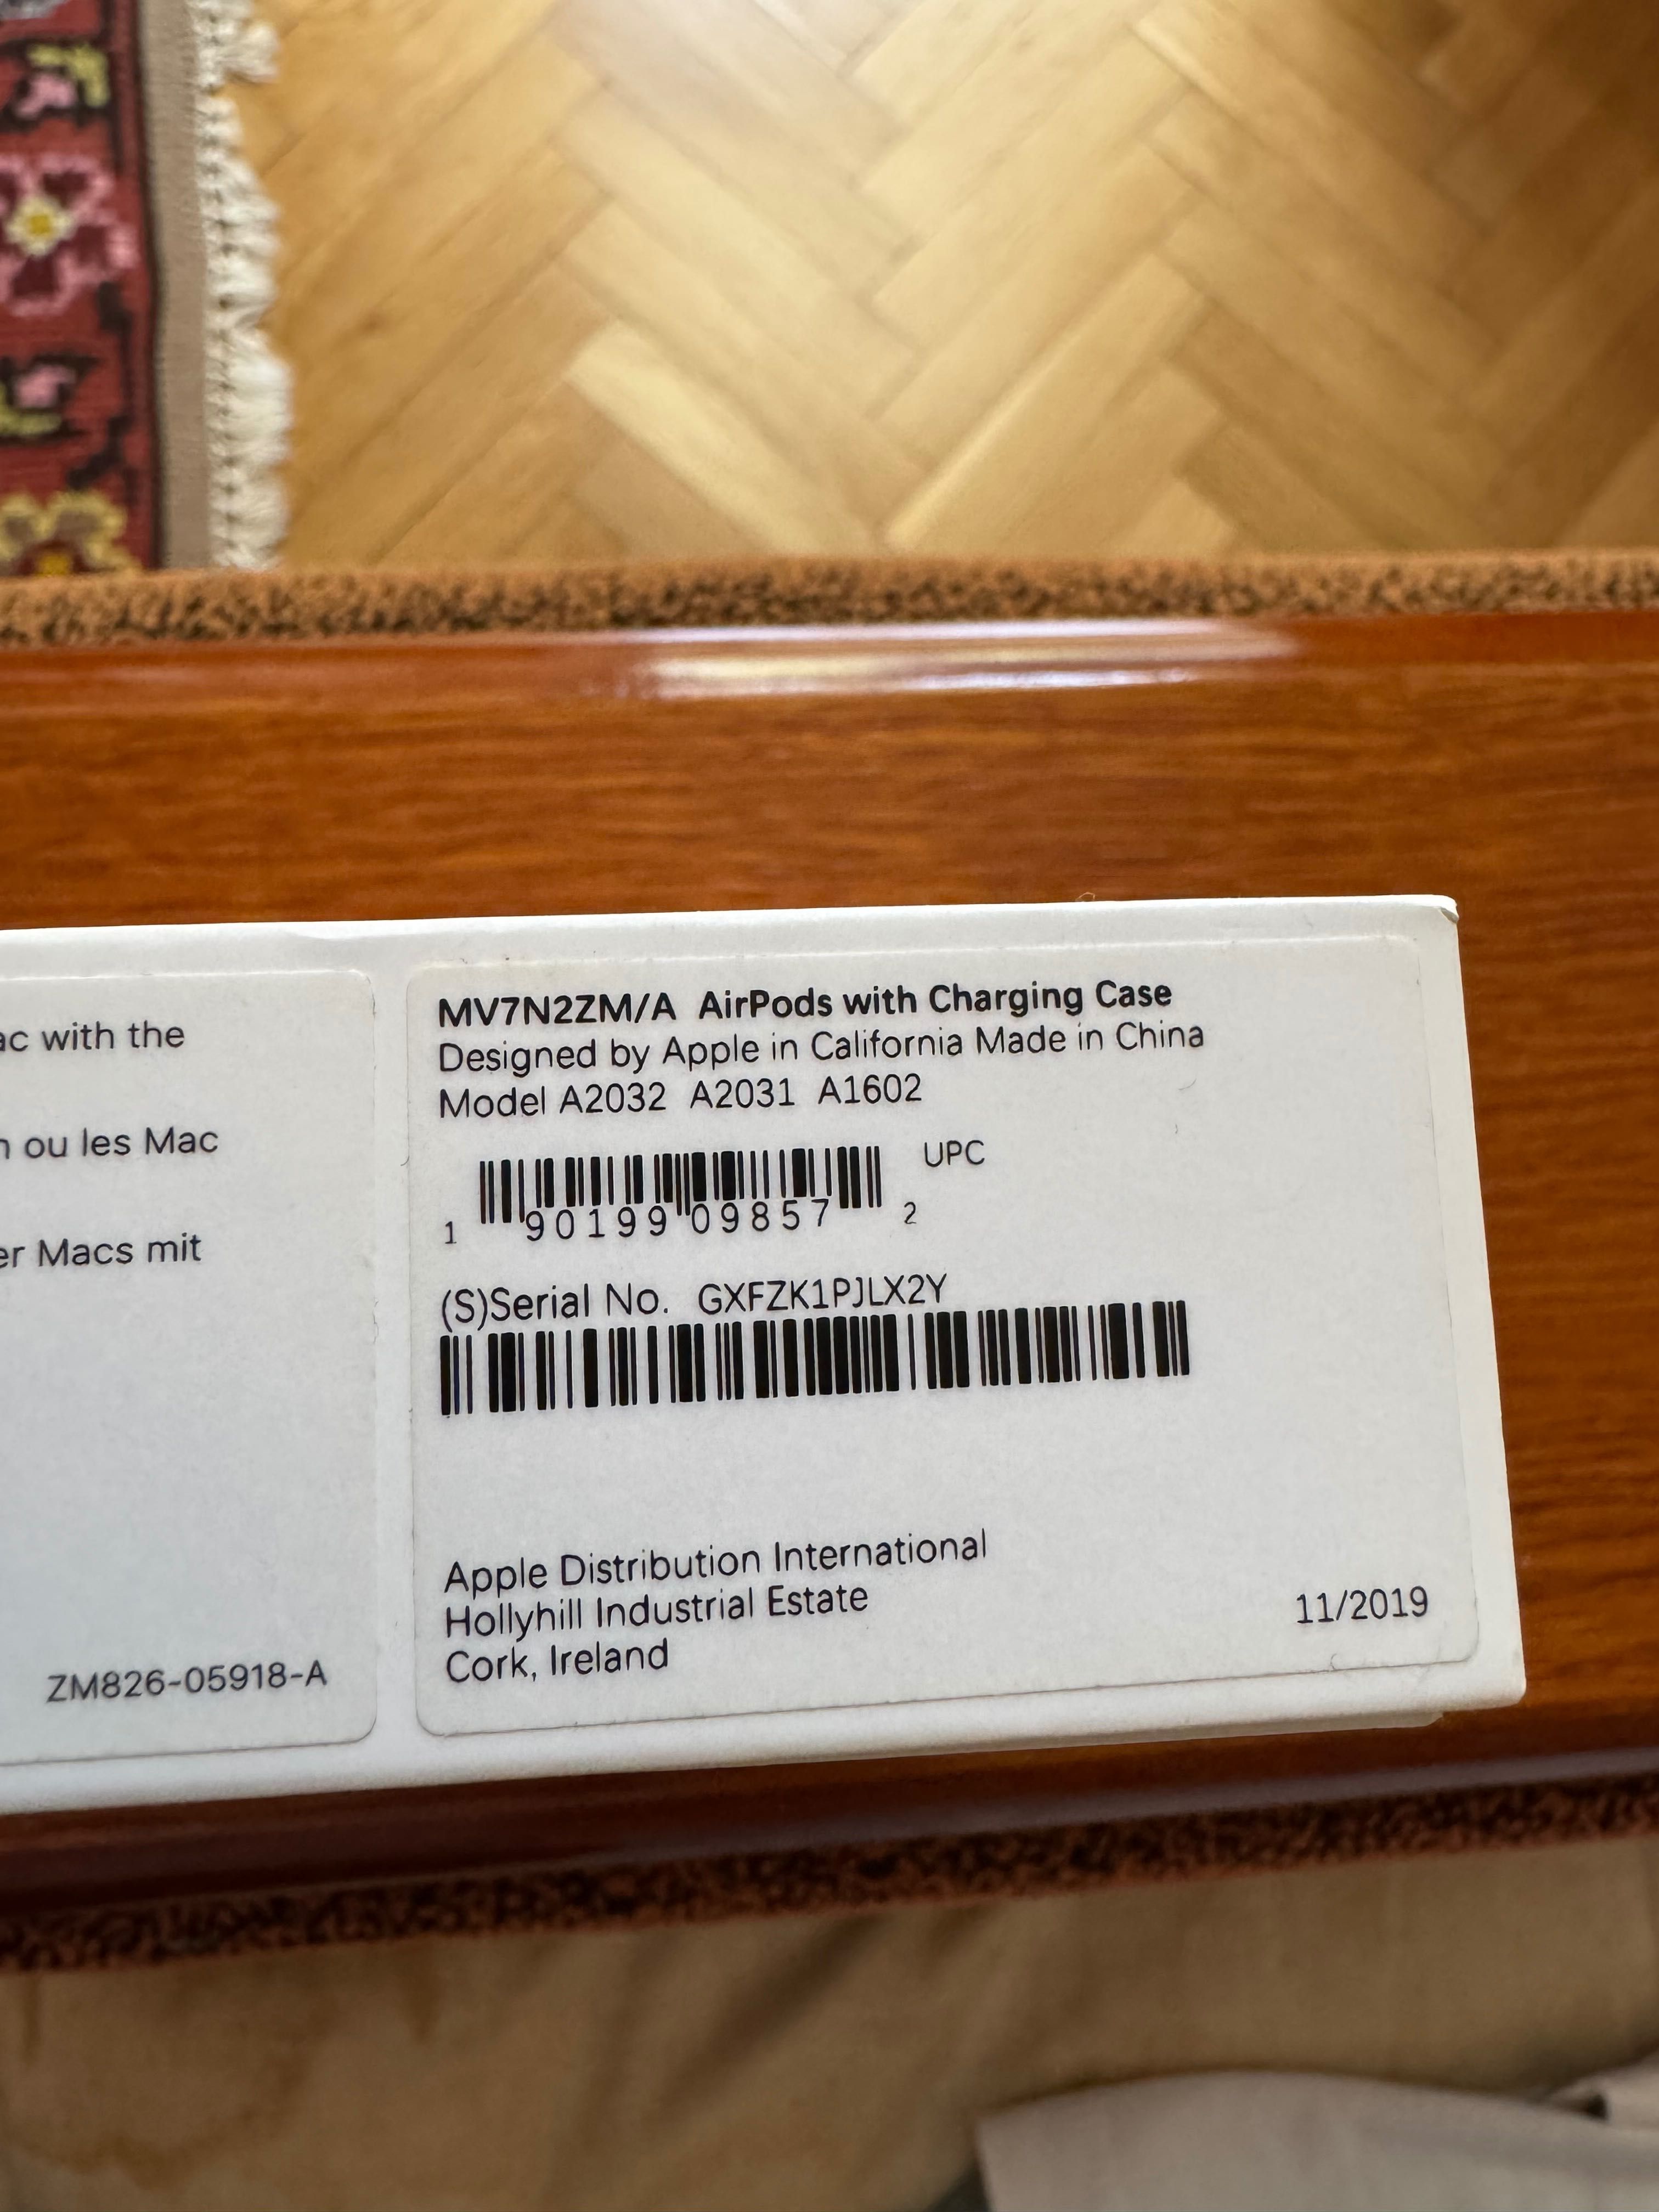 ac with the
n ou les Mac
er Macs mit
ZM826-05918-A
MV7N2ZM/A AirPods with Charging Case
Designed by Apple in California Made in China
Model A2032 A2031 A1602
UPC
1 90199 09857 2
(S)Serial No. GXFZK1PJLX2Y
Apple Distribution International
Hollyhill Industrial Estate
Cork, Ireland
11/2019